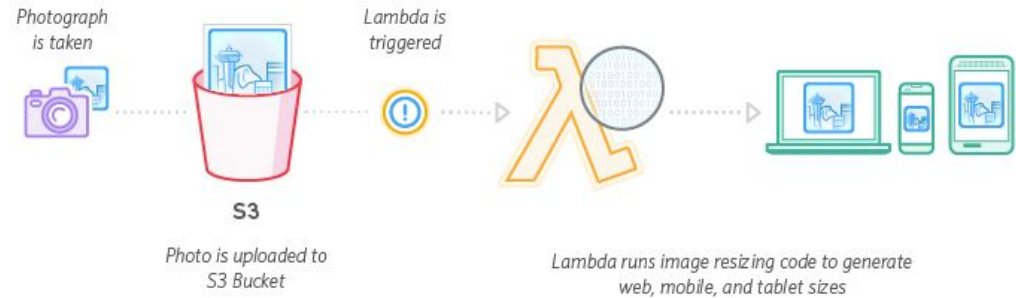 Photograph
is taken
Lambda is
triggered
S3
Photo is uploaded to
S3 Bucket
Lambda runs image resizing code to generate
web, mobile, and tablet sizes